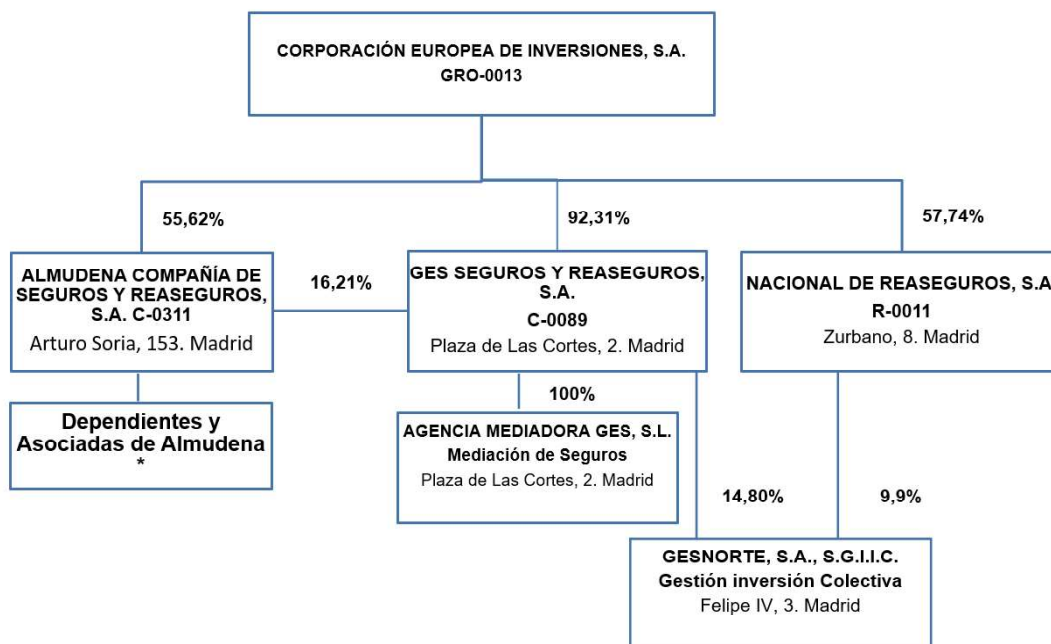 CORPORACIÓN EUROPEA DE INVERSIONES, S.A.
GRO-0013
55,62%
92,31%
57,74%
ALMUDENA COMPAÑÍA DE
SEGUROS Y REASEGUROS,
S.A. C-0311
Arturo Soria, 153. Madrid
16,21%
GES SEGUROS Y REASEGUROS,
S.A.
C-0089
Plaza de Las Cortes, 2. Madrid
NACIONAL DE REASEGUROS, S.A
R-0011
Zurbano, 8. Madrid
Dependientes y
Asociadas de Almudena
*
100%
AGENCIA MEDIADORA GES, S.L.
Mediación de Seguros
Plaza de Las Cortes, 2. Madrid
14,80%
9,9%
GESNORTE, S.A., S.G.I.I.C.
Gestión inversión Colectiva
Felipe IV, 3. Madrid